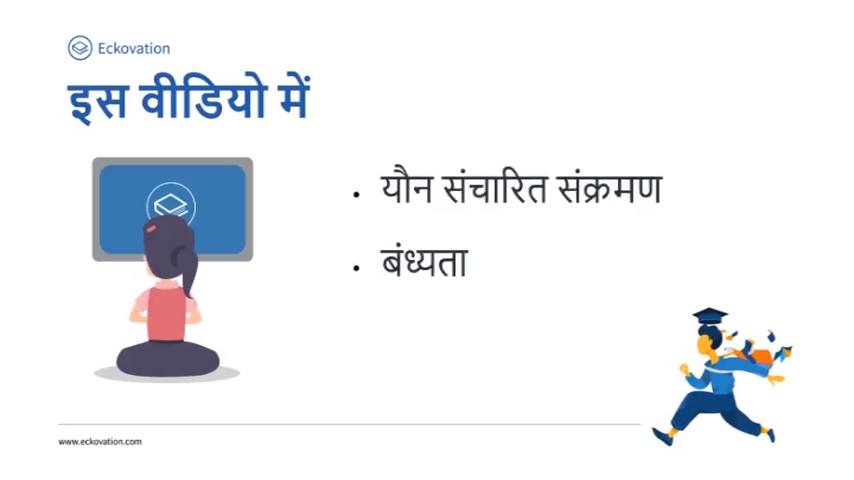 Eckovation
इस वीडियो में
• यौन संचारित संक्रमण
• बंध्यता
www.eckovation.com